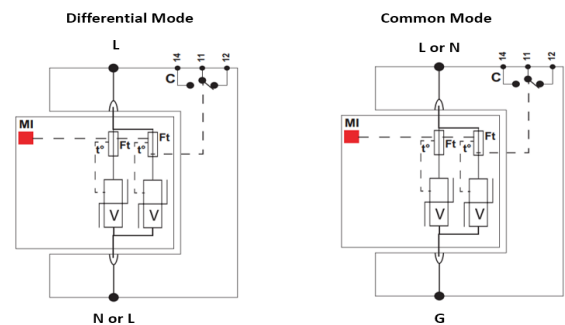 Differential Mode
L
14 11 12
C
MI
Ft Ft
t° t°
V V
N or L
Common Mode
L or N
14 11 12
C
MI
Ft Ft
t° t°
V V
G